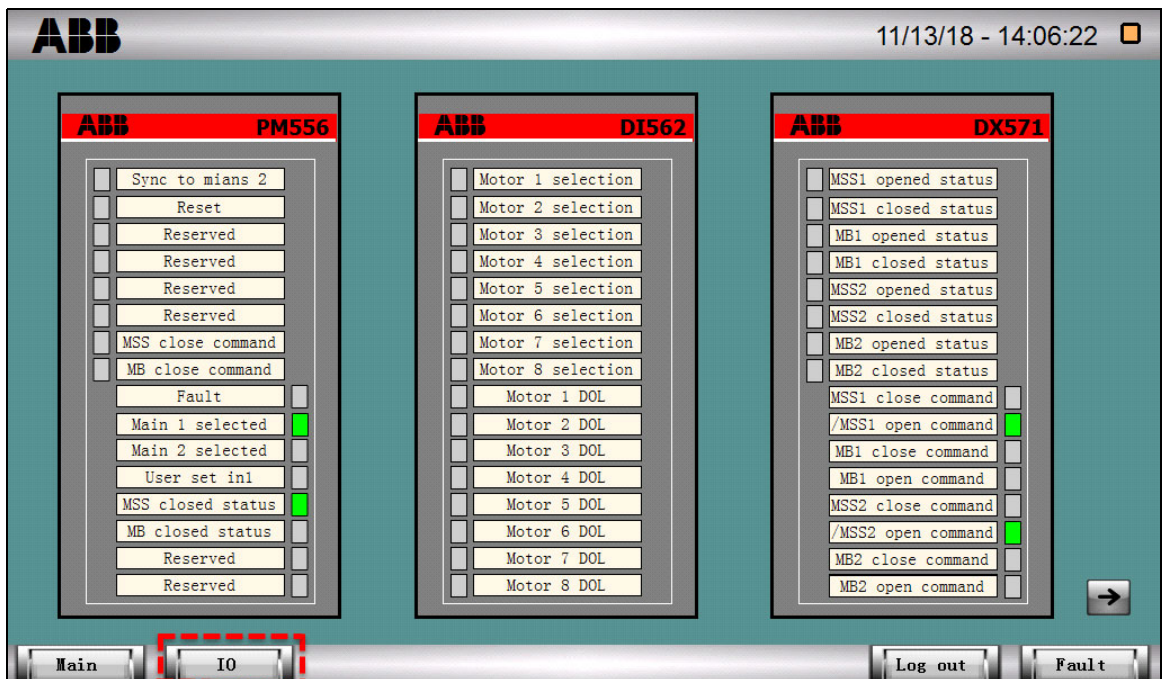 ABB
11/13/18 - 14:06:22
ABB PM556
Sync to mians 2
Reset
Reserved
Reserved
Reserved
Reserved
MSS close command
MB close command
Fault
Main 1 selected
Main 2 selected
User set in1
MSS closed status
MB closed status
Reserved
Reserved
ABB DI562
Motor 1 selection
Motor 2 selection
Motor 3 selection
Motor 4 selection
Motor 5 selection
Motor 6 selection
Motor 7 selection
Motor 8 selection
Motor 1 DOL
Motor 2 DOL
Motor 3 DOL
Motor 4 DOL
Motor 5 DOL
Motor 6 DOL
Motor 7 DOL
Motor 8 DOL
ABB DX571
MSS1 opened status
MSS1 closed status
MB1 opened status
MB1 closed status
MSS2 opened status
MSS2 closed status
MB2 opened status
MB2 closed status
MSS1 close command
/MSS1 open command
MB1 close command
MB1 open command
MSS2 close command
/MSS2 open command
MB2 close command
MB2 open command
Main
IO
Log out
Fault